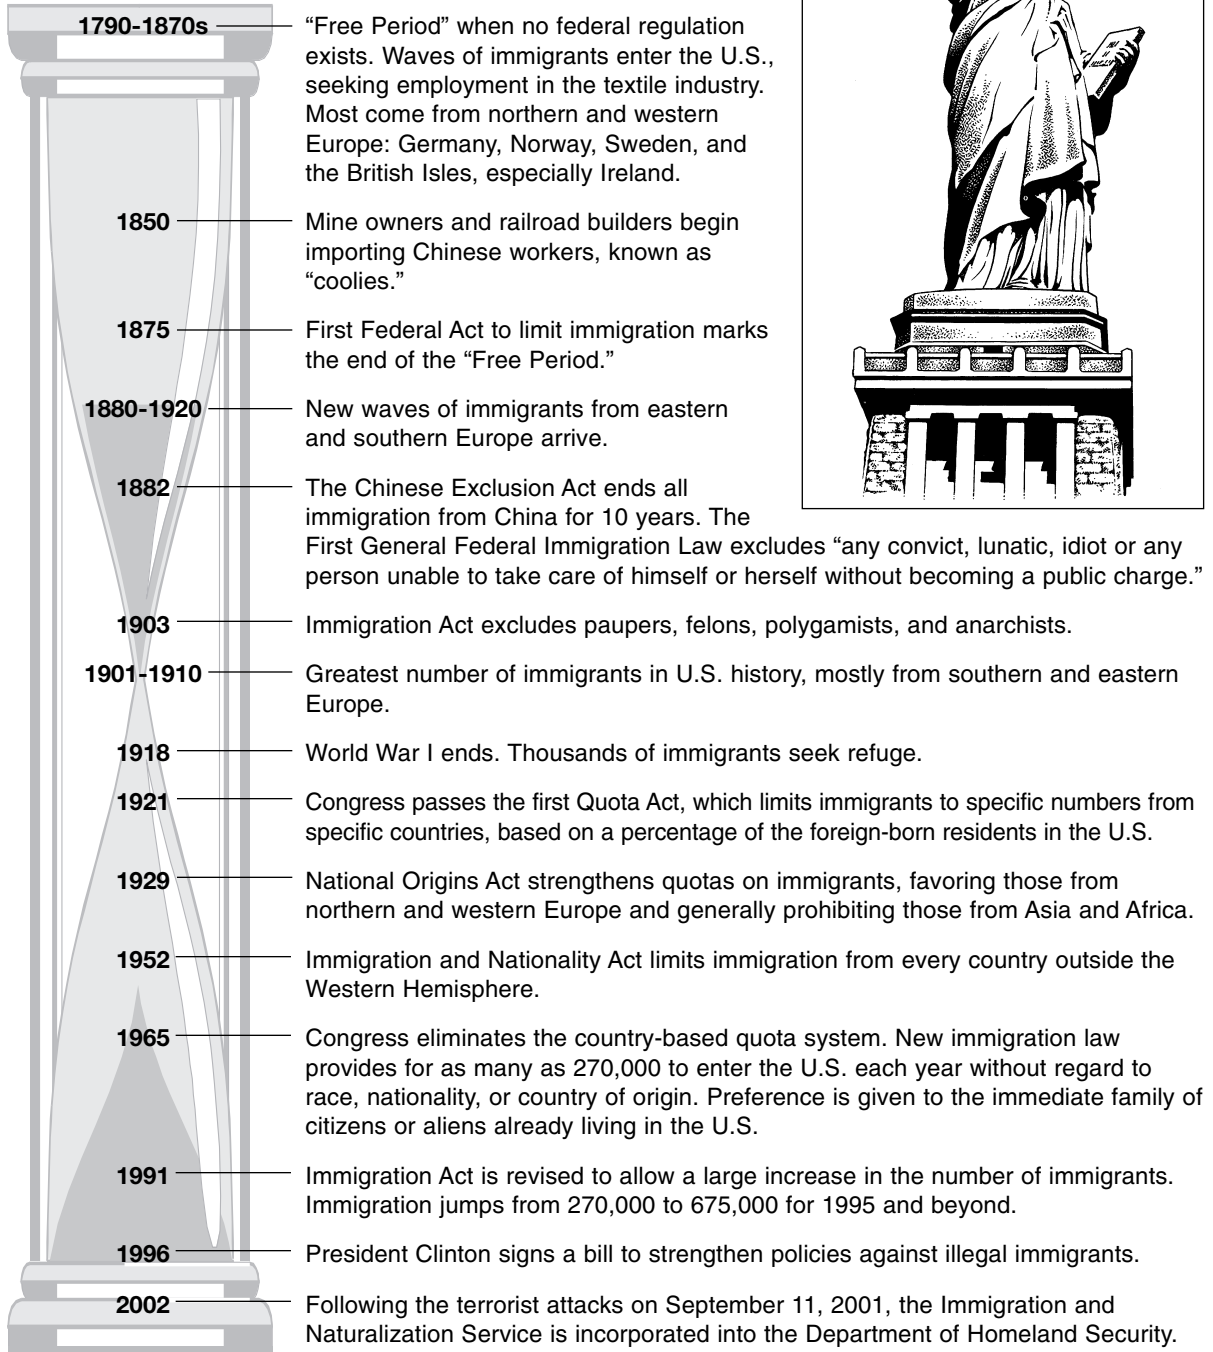 1790-1870s “Free Period” when no federal regulation
exists. Waves of immigrants enter the U.S.,
seeking employment in the textile industry.
Most come from northern and western
Europe: Germany, Norway, Sweden, and
the British Isles, especially Ireland.
1850 Mine owners and railroad builders begin
importing Chinese workers, known as
“coolies.”
1875 First Federal Act to limit immigration marks
the end of the “Free Period.”
1880-1920 New waves of immigrants from eastern
and southern Europe arrive.
1882 The Chinese Exclusion Act ends all
immigration from China for 10 years. The
First General Federal Immigration Law excludes “any convict, lunatic, idiot or any
person unable to take care of himself or herself without becoming a public charge.”
1903 Immigration Act excludes paupers, felons, polygamists, and anarchists.
1901-1910 Greatest number of immigrants in U.S. history, mostly from southern and eastern
Europe.
1918 World War I ends. Thousands of immigrants seek refuge.
1921 Congress passes the first Quota Act, which limits immigrants to specific numbers from
specific countries, based on a percentage of the foreign-born residents in the U.S.
1929 National Origins Act strengthens quotas on immigrants, favoring those from
northern and western Europe and generally prohibiting those from Asia and Africa.
1952 Immigration and Nationality Act limits immigration from every country outside the
Western Hemisphere.
1965 Congress eliminates the country-based quota system. New immigration law
provides for as many as 270,000 to enter the U.S. each year without regard to
race, nationality, or country of origin. Preference is given to the immediate family of
citizens or aliens already living in the U.S.
1991 Immigration Act is revised to allow a large increase in the number of immigrants.
Immigration jumps from 270,000 to 675,000 for 1995 and beyond.
1996 President Clinton signs a bill to strengthen policies against illegal immigrants.
2002 Following the terrorist attacks on September 11, 2001, the Immigration and
Naturalization Service is incorporated into the Department of Homeland Security.